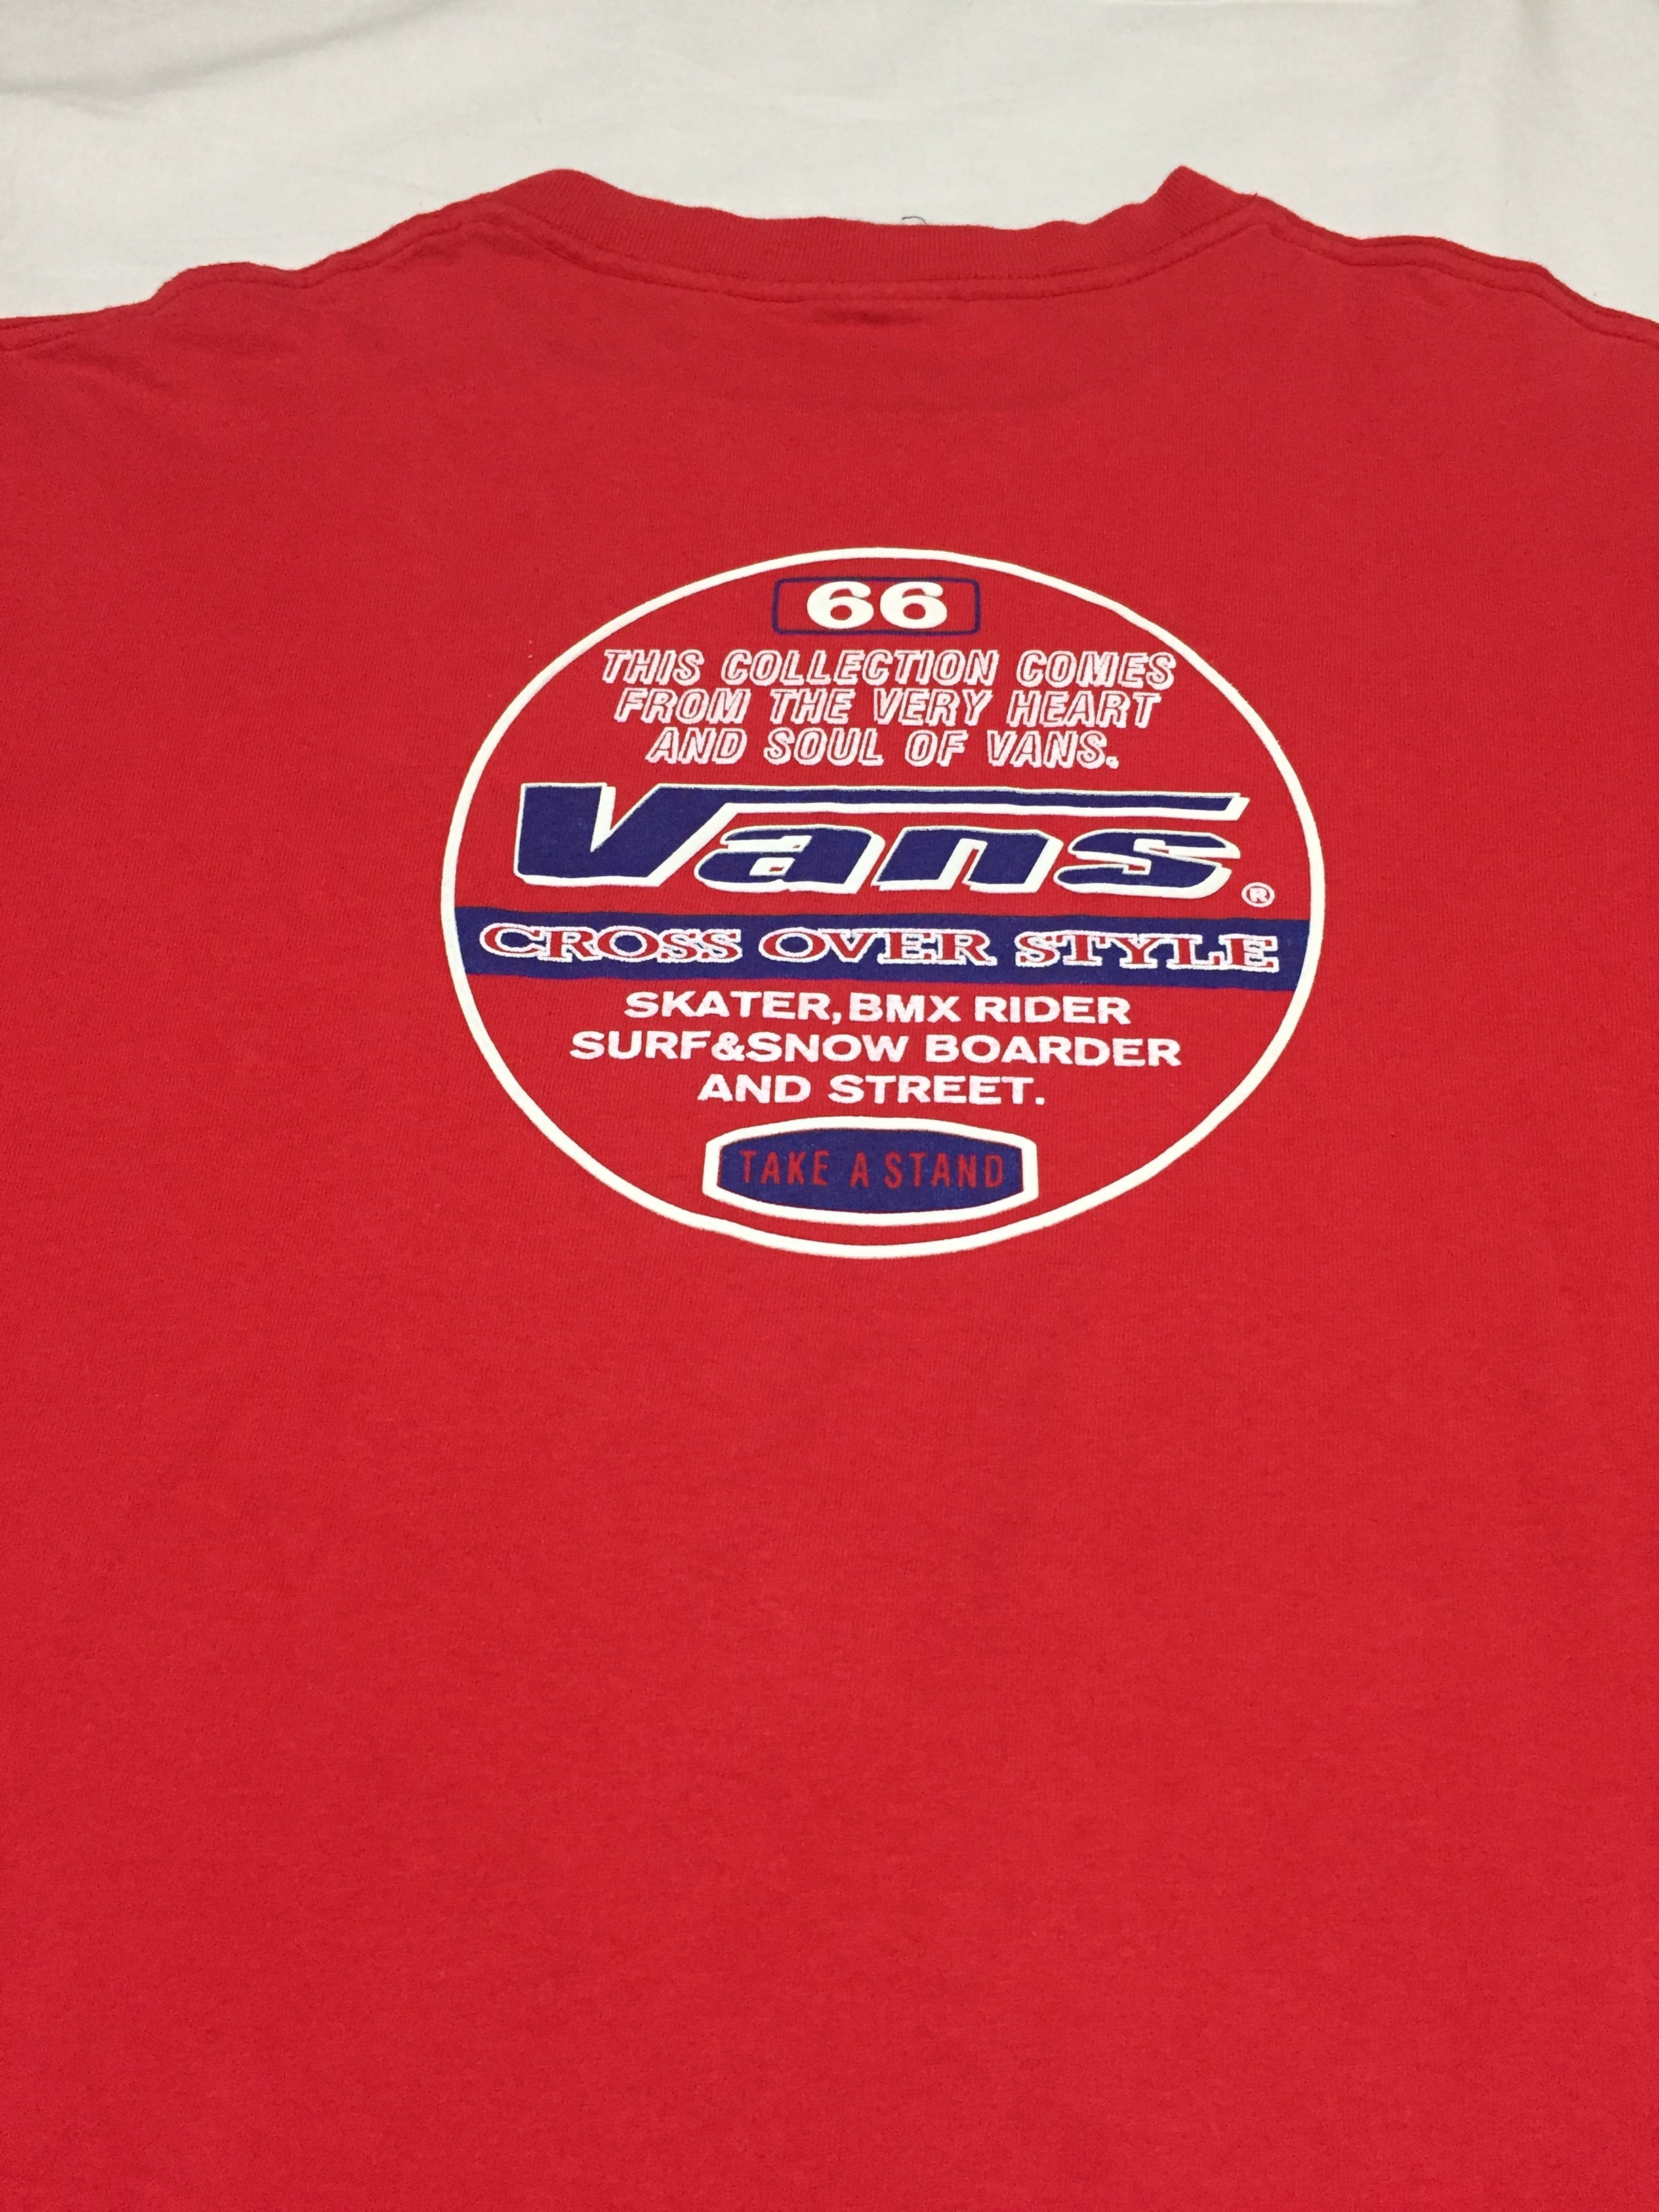 66
THIS COLLECTION COMES
FROM THE VERY HEART
AND SOUL OF VANS.
Vans®
CROSS OVER STYLE
SKATER,BMX RIDER
SURF&SNOW BOARDER
AND STREET.
TAKE A STAND